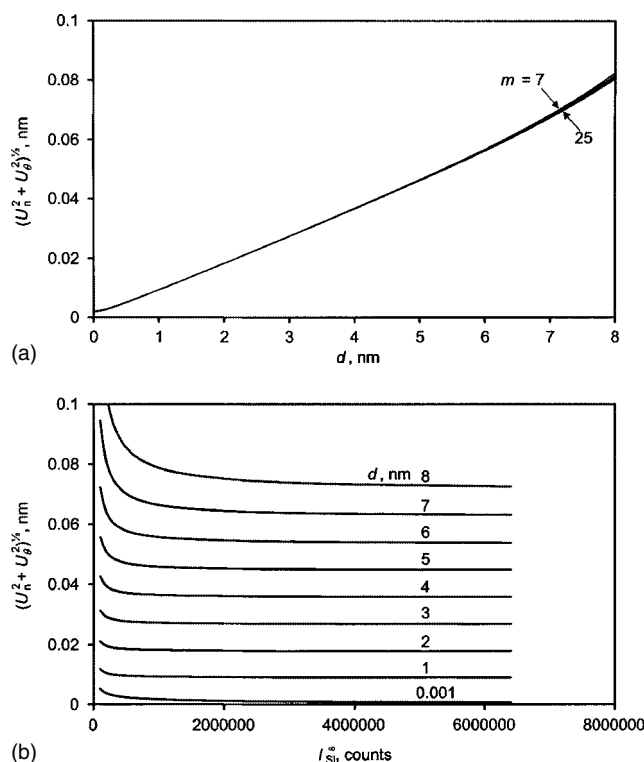 0.1
0.08
0.06
0.04
0.02
0
(U_n^2 + U_θ^2)^½, nm
m = 7
25
0 1 2 3 4 5 6 7 8
d, nm
(a)
0.1
0.08
0.06
0.04
0.02
0
(U_n^2 + U_θ^2)^½, nm
d, nm 8
7
6
5
4
3
2
1
0.001
0 2000000 4000000 6000000 8000000
I_Si^∞, counts
(b)